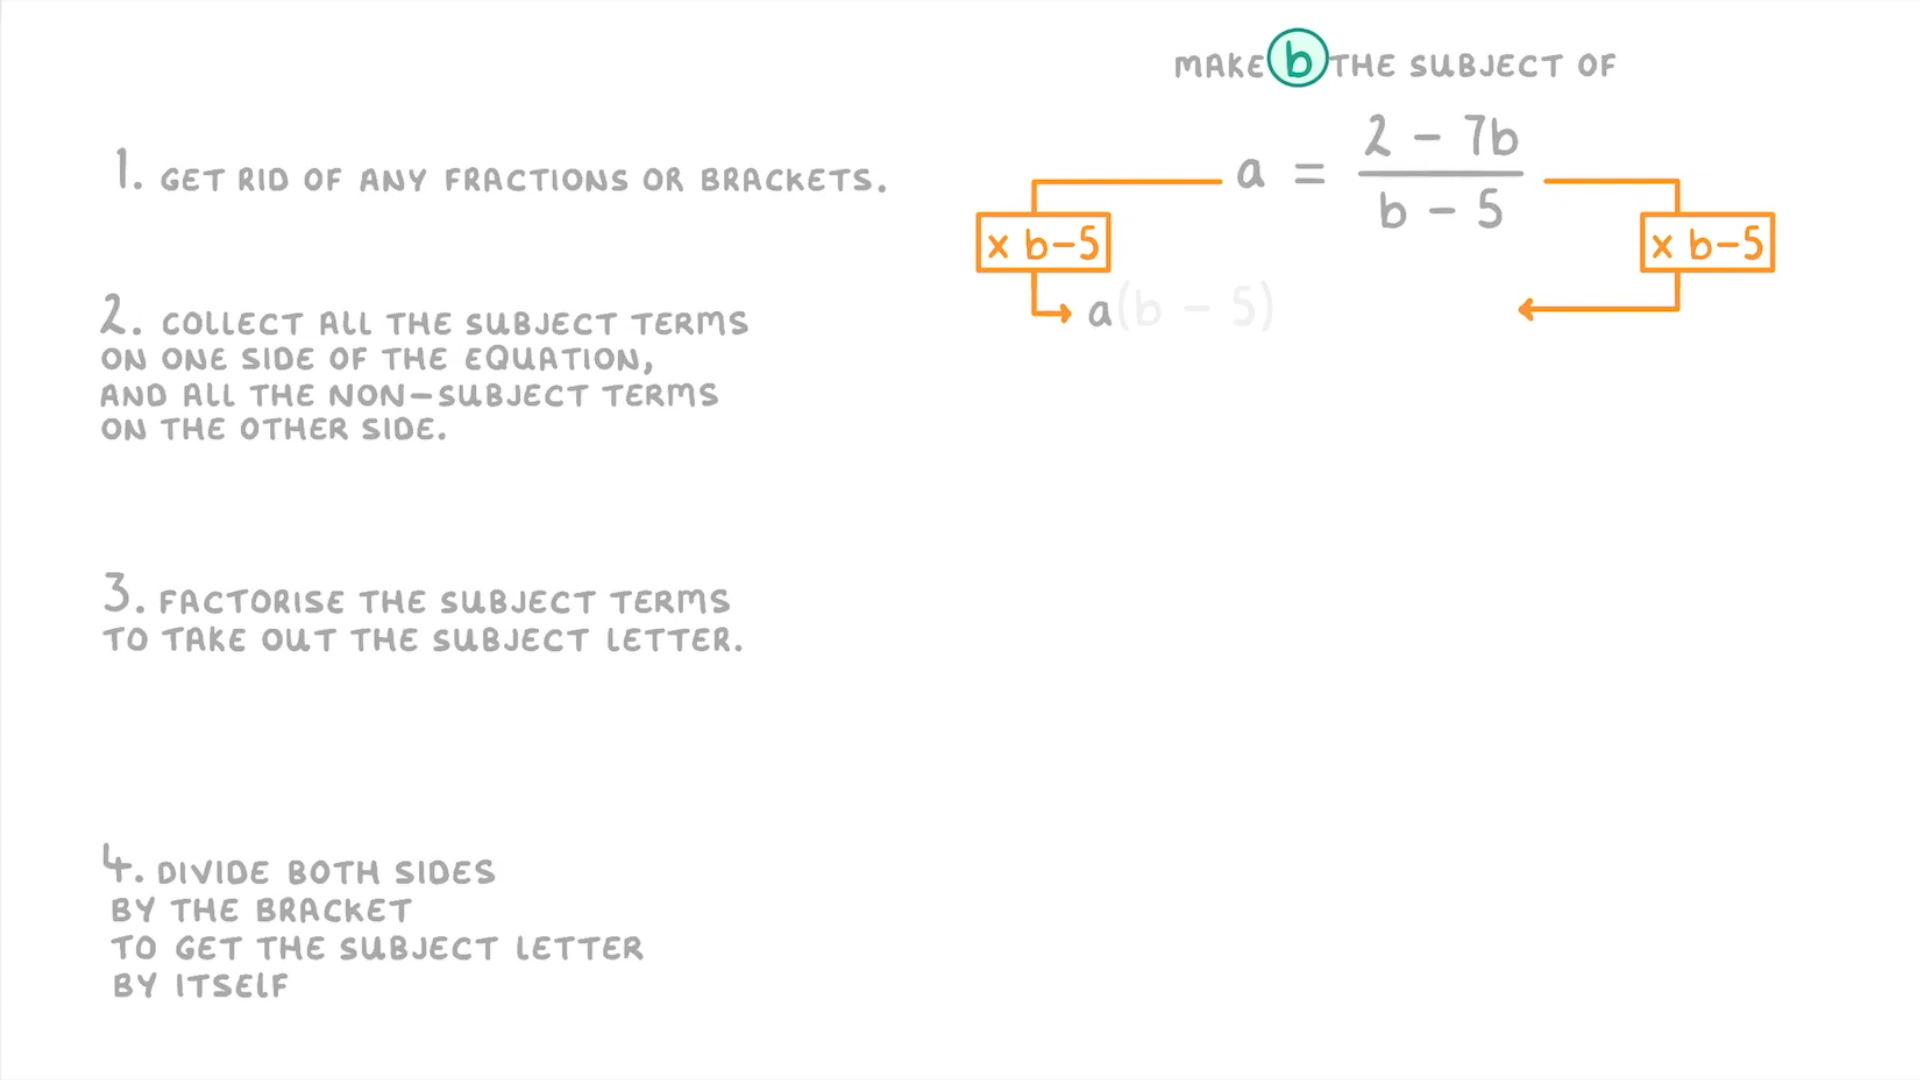 MAKE b THE SUBJECT OF
a = 2 - 7b
b - 5
x b-5
x b-5
a(b - 5)
1. GET RID OF ANY FRACTIONS OR BRACKETS.
2. COLLECT ALL THE SUBJECT TERMS
ON ONE SIDE OF THE EQUATION,
AND ALL THE NON-SUBJECT TERMS
ON THE OTHER SIDE.
3. FACTORISE THE SUBJECT TERMS
TO TAKE OUT THE SUBJECT LETTER.
4. DIVIDE BOTH SIDES
BY THE BRACKET
TO GET THE SUBJECT LETTER
BY ITSELF